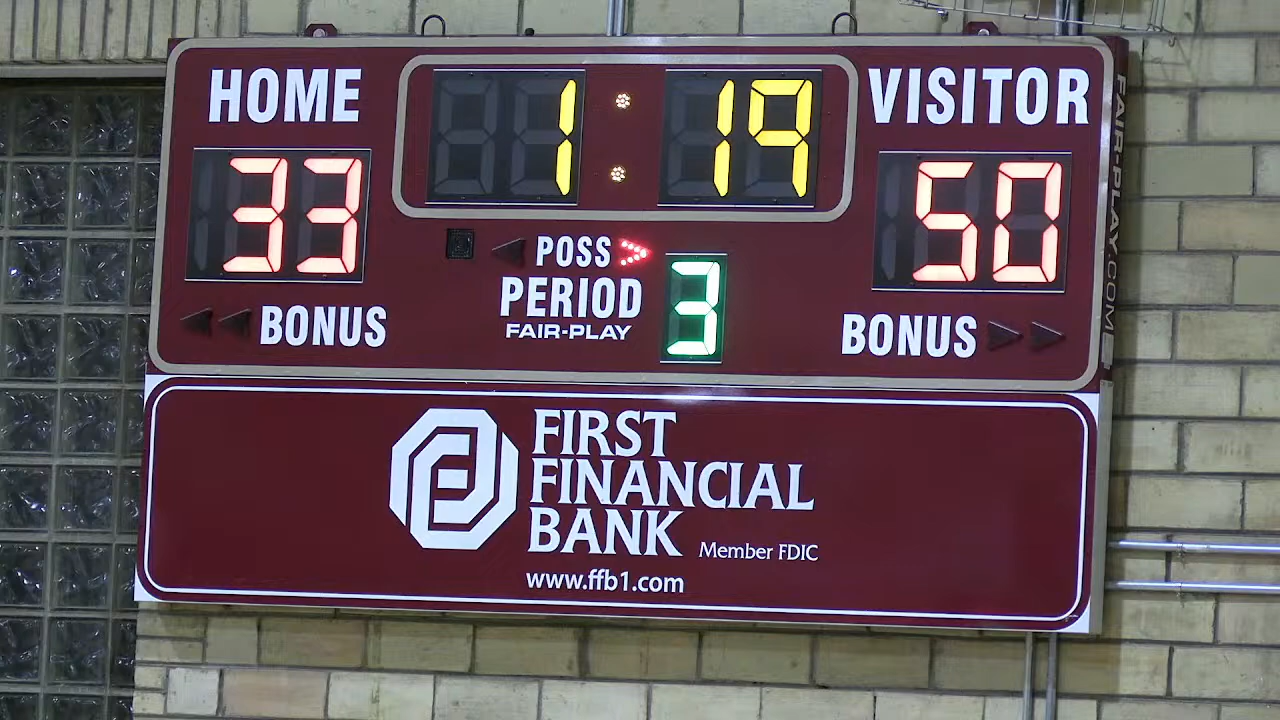 HOME 1:19 VISITOR
33 50
POSS
PERIOD 3
FAIR-PLAY
BONUS BONUS
FIRST
FINANCIAL
BANK
Member FDIC
www.ffb1.com
FAIR-PLAY.COM